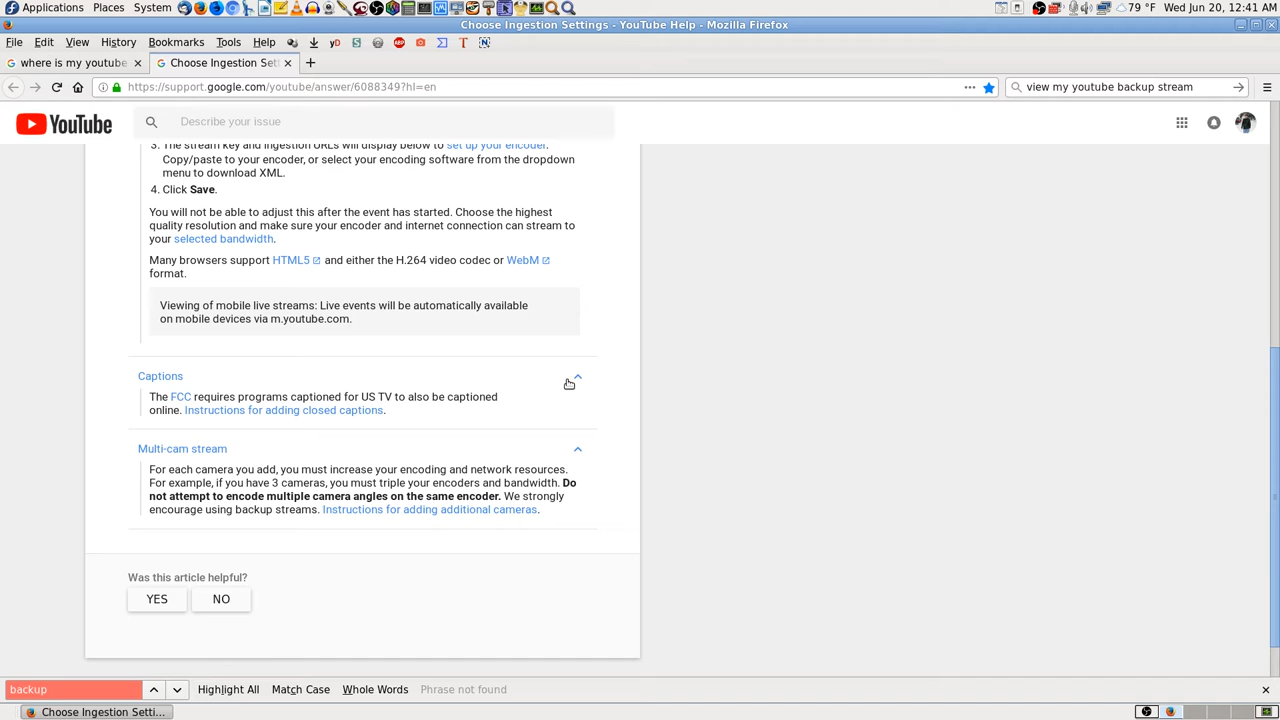 Applications Places System 79 °F Wed Jun 20, 12:41 AM
Choose Ingestion Settings - YouTube Help - Mozilla Firefox
File Edit View History Bookmarks Tools Help
where is my youtube Choose Ingestion Sett
https://support.google.com/youtube/answer/6088349?hl=en view my youtube backup stream
YouTube Describe your issue
3. The stream key and ingestion URLs will display below to set up your encoder.
Copy/paste to your encoder, or select your encoding software from the dropdown
menu to download XML.
4. Click Save.
You will not be able to adjust this after the event has started. Choose the highest
quality resolution and make sure your encoder and internet connection can stream to
your selected bandwidth.
Many browsers support HTML5 and either the H.264 video codec or WebM
format.
Viewing of mobile live streams: Live events will be automatically available
on mobile devices via m.youtube.com.
Captions
The FCC requires programs captioned for US TV to also be captioned
online. Instructions for adding closed captions.
Multi-cam stream
For each camera you add, you must increase your encoding and network resources.
For example, if you have 3 cameras, you must triple your encoders and bandwidth. Do
not attempt to encode multiple camera angles on the same encoder. We strongly
encourage using backup streams. Instructions for adding additional cameras.
Was this article helpful?
YES NO
backup Highlight All Match Case Whole Words Phrase not found
Choose Ingestion Setti...